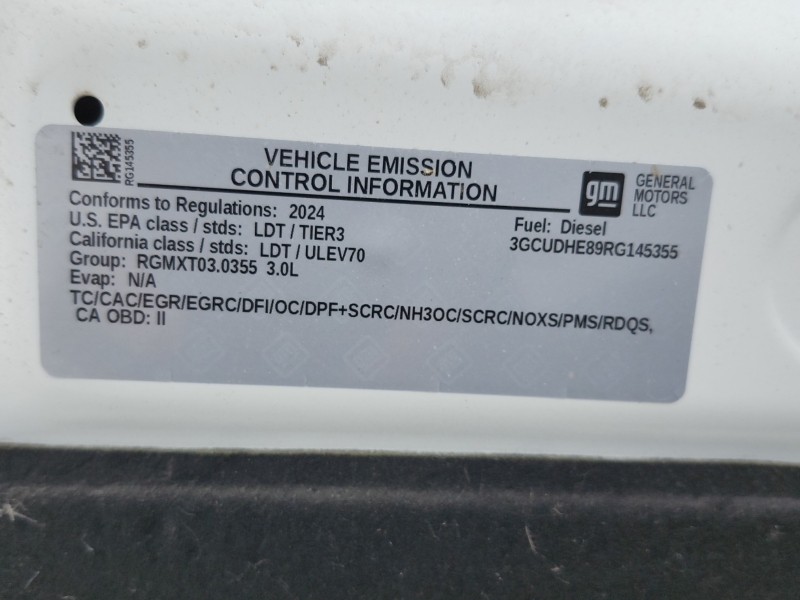 RG145355
VEHICLE EMISSION
CONTROL INFORMATION
gm
GENERAL
MOTORS
LLC
Conforms to Regulations: 2024
U.S. EPA class / stds: LDT / TIER3
California class / stds: LDT / ULEV70
Group: RGMXT03.0355 3.0L
Evap: N/A
Fuel: Diesel
3GCUDHE89RG145355
TC/CAC/EGR/EGRC/DFI/OC/DPF+SCRC/NH3OC/SCRC/NOXS/PMS/RDQS,
CA OBD: II